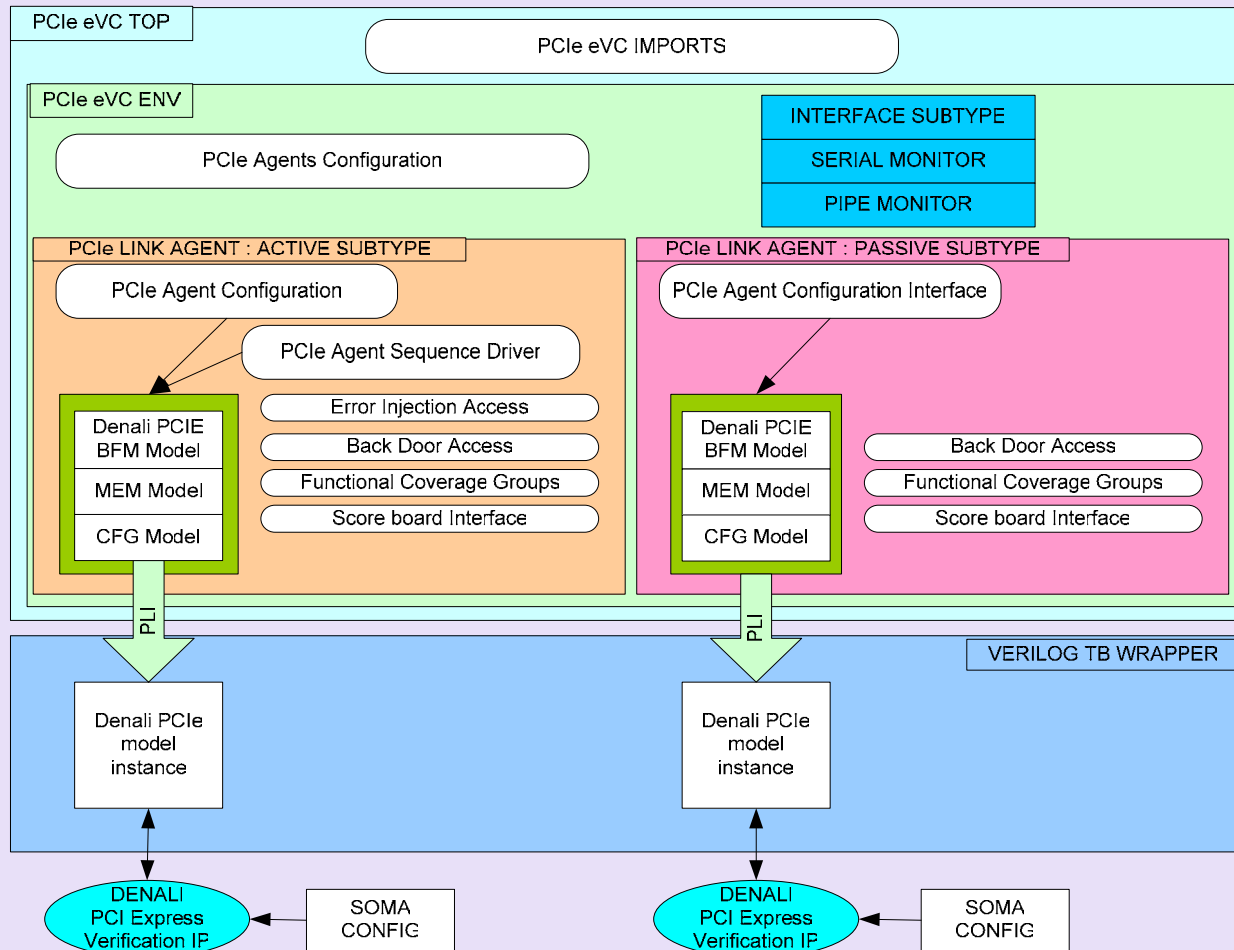 PCIe eVC TOP
PCIe eVC IMPORTS
PCIe eVC ENV
INTERFACE SUBTYPE
SERIAL MONITOR
PIPE MONITOR
PCIe Agents Configuration
PCIe LINK AGENT : ACTIVE SUBTYPE
PCIe Agent Configuration
PCIe Agent Sequence Driver
Denali PCIE
BFM Model
MEM Model
CFG Model
Error Injection Access
Back Door Access
Functional Coverage Groups
Score board Interface
PCIe LINK AGENT : PASSIVE SUBTYPE
PCIe Agent Configuration Interface
Denali PCIE
BFM Model
MEM Model
CFG Model
Back Door Access
Functional Coverage Groups
Score board Interface
PLI
PLI
VERILOG TB WRAPPER
Denali PCIe
model
instance
Denali PCIe
model
instance
DENALI
PCI Express
Verification IP
SOMA
CONFIG
DENALI
PCI Express
Verification IP
SOMA
CONFIG